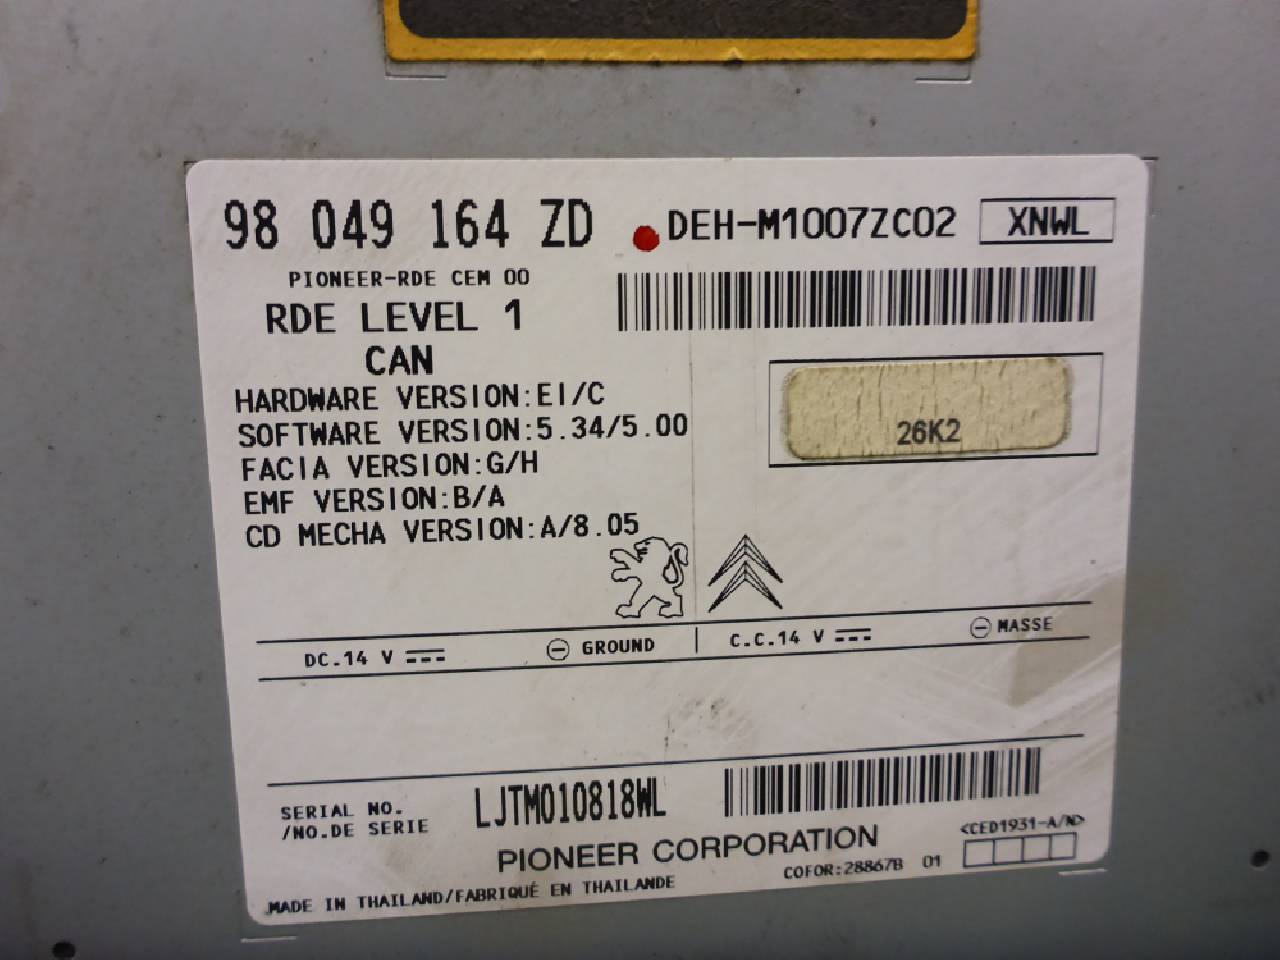 98 049 164 ZD DEH-M1007ZC02 XNWL
PIONEER-RDE CEM 00
RDE LEVEL 1
CAN
HARDWARE VERSION:EI/C
SOFTWARE VERSION:5.34/5.00
26K2
FACIA VERSION:G/H
EMF VERSION:B/A
CD MECHA VERSION:A/8.05
DC.14 V ⎓ ⊖ GROUND | C.C.14 V ⎓ ⊖ MASSE
SERIAL NO.
/NO.DE SERIE LJTM010818WL
PIONEER CORPORATION <CED1931-A/N>
COFOR:28867B 01
MADE IN THAILAND/FABRIQUÉ EN THAILANDE